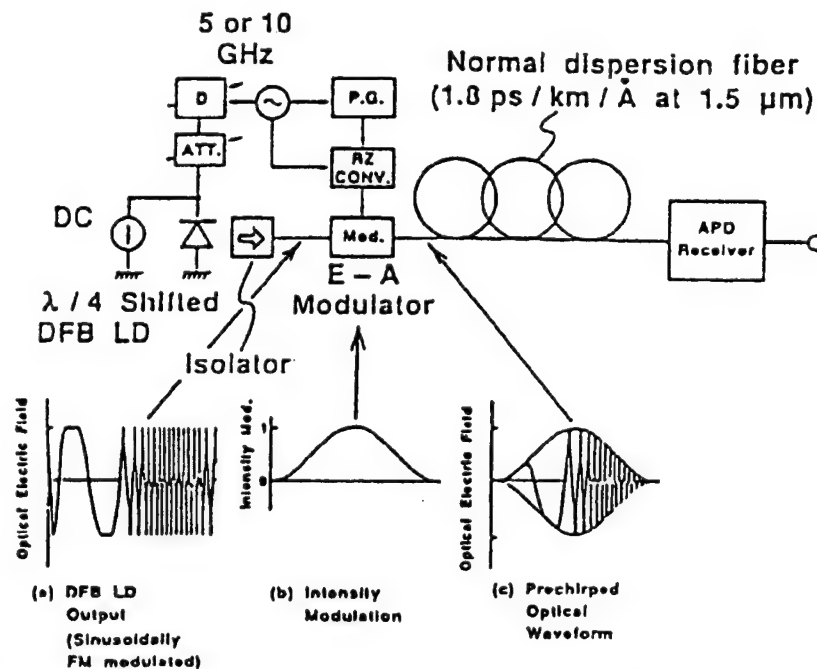 5 or 10
GHz
D
P.G.
ATT.
RZ
CONV.
DC
Med.
E – A
Modulator
λ / 4 Shifted
DFB LD
Isolator
Normal dispersion fiber
(1.8 ps / km / Å at 1.5 μm)
APD
Receiver
Optical Electric Field
Intensity Med.
1
0
Optical Electric Field
(a) DFB LD
Output
(Sinusoidally
FM modulated)
(b) Intensity
Modulation
(c) Prechirped
Optical
Waveform